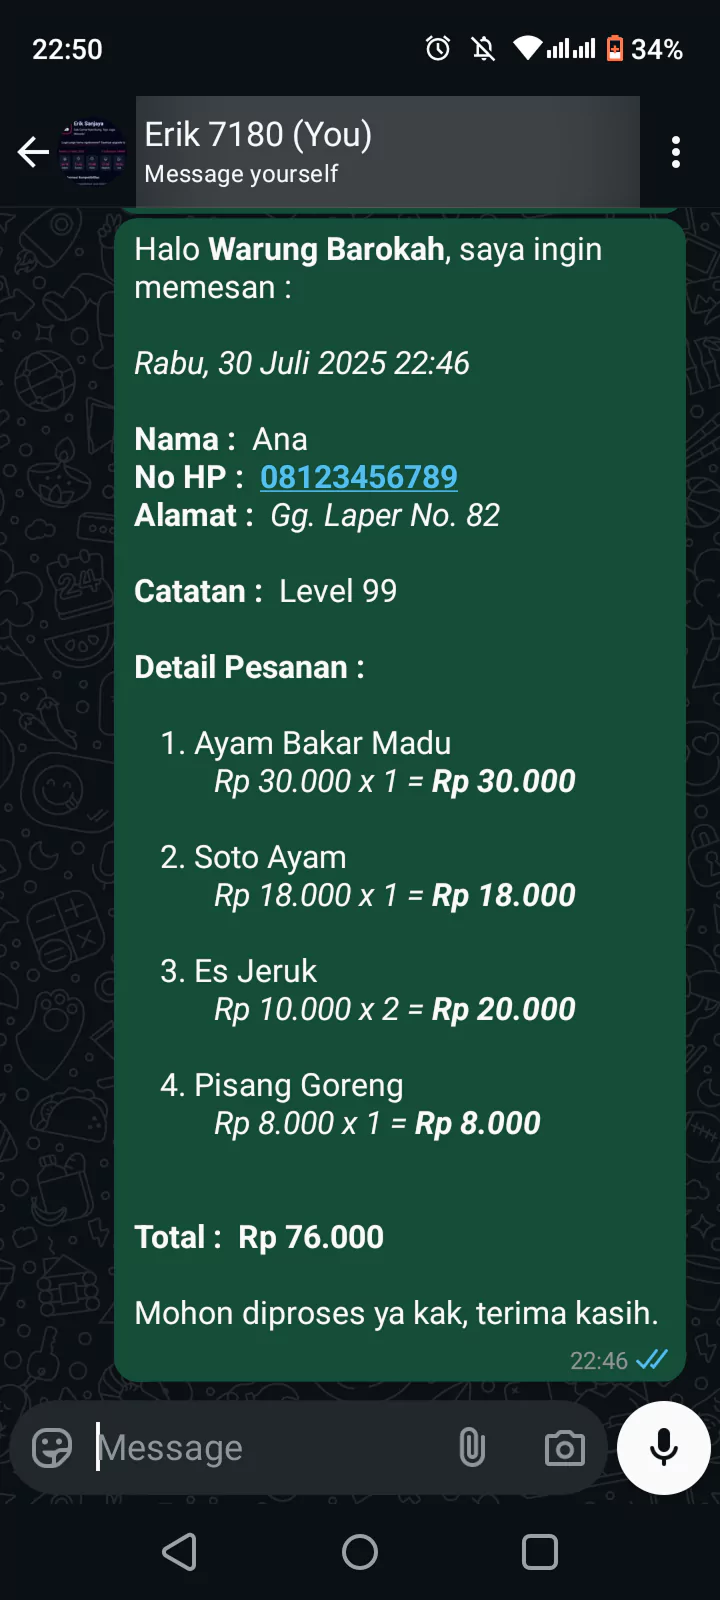 22:50
34%
Erik 7180 (You)
Message yourself
Erik Sanjaya
Halo Warung Barokah, saya ingin
memesan :
Rabu, 30 Juli 2025 22:46
Nama : Ana
No HP : 08123456789
Alamat : Gg. Laper No. 82
Catatan : Level 99
Detail Pesanan :
1. Ayam Bakar Madu
Rp 30.000 x 1 = Rp 30.000
2. Soto Ayam
Rp 18.000 x 1 = Rp 18.000
3. Es Jeruk
Rp 10.000 x 2 = Rp 20.000
4. Pisang Goreng
Rp 8.000 x 1 = Rp 8.000
Total : Rp 76.000
Mohon diproses ya kak, terima kasih.
22:46
Message